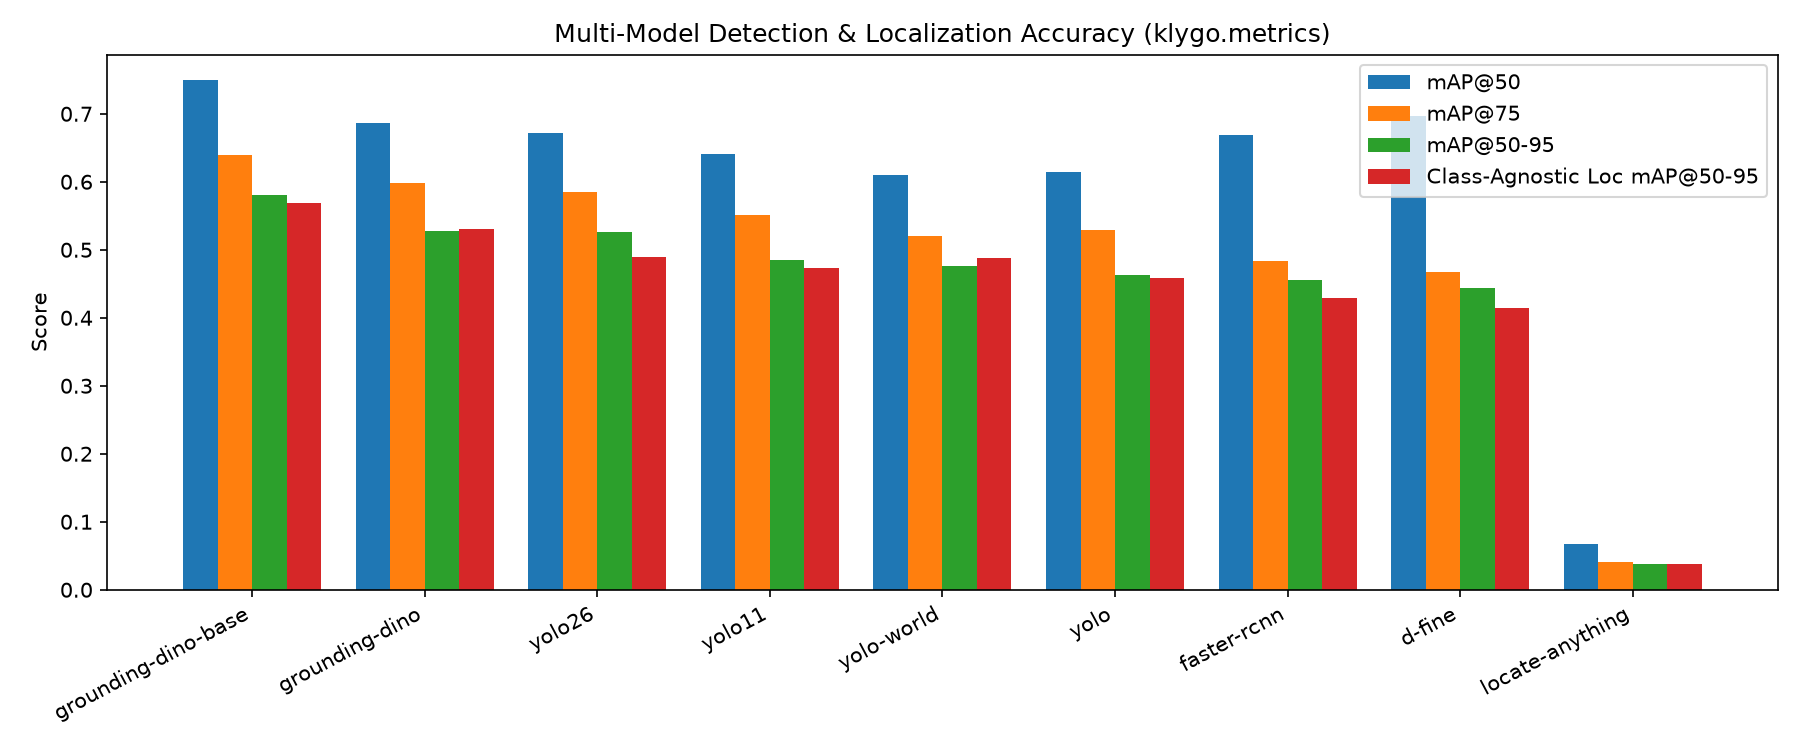 Multi-Model Detection & Localization Accuracy (klygo.metrics)
mAP@50
mAP@75
mAP@50-95
Class-Agnostic Loc mAP@50-95
Score
0.7
0.6
0.5
0.4
0.3
0.2
0.1
0.0
grounding-dino-base
grounding-dino
yolo26
yolo11
yolo-world
yolo
faster-rcnn
d-fine
locate-anything